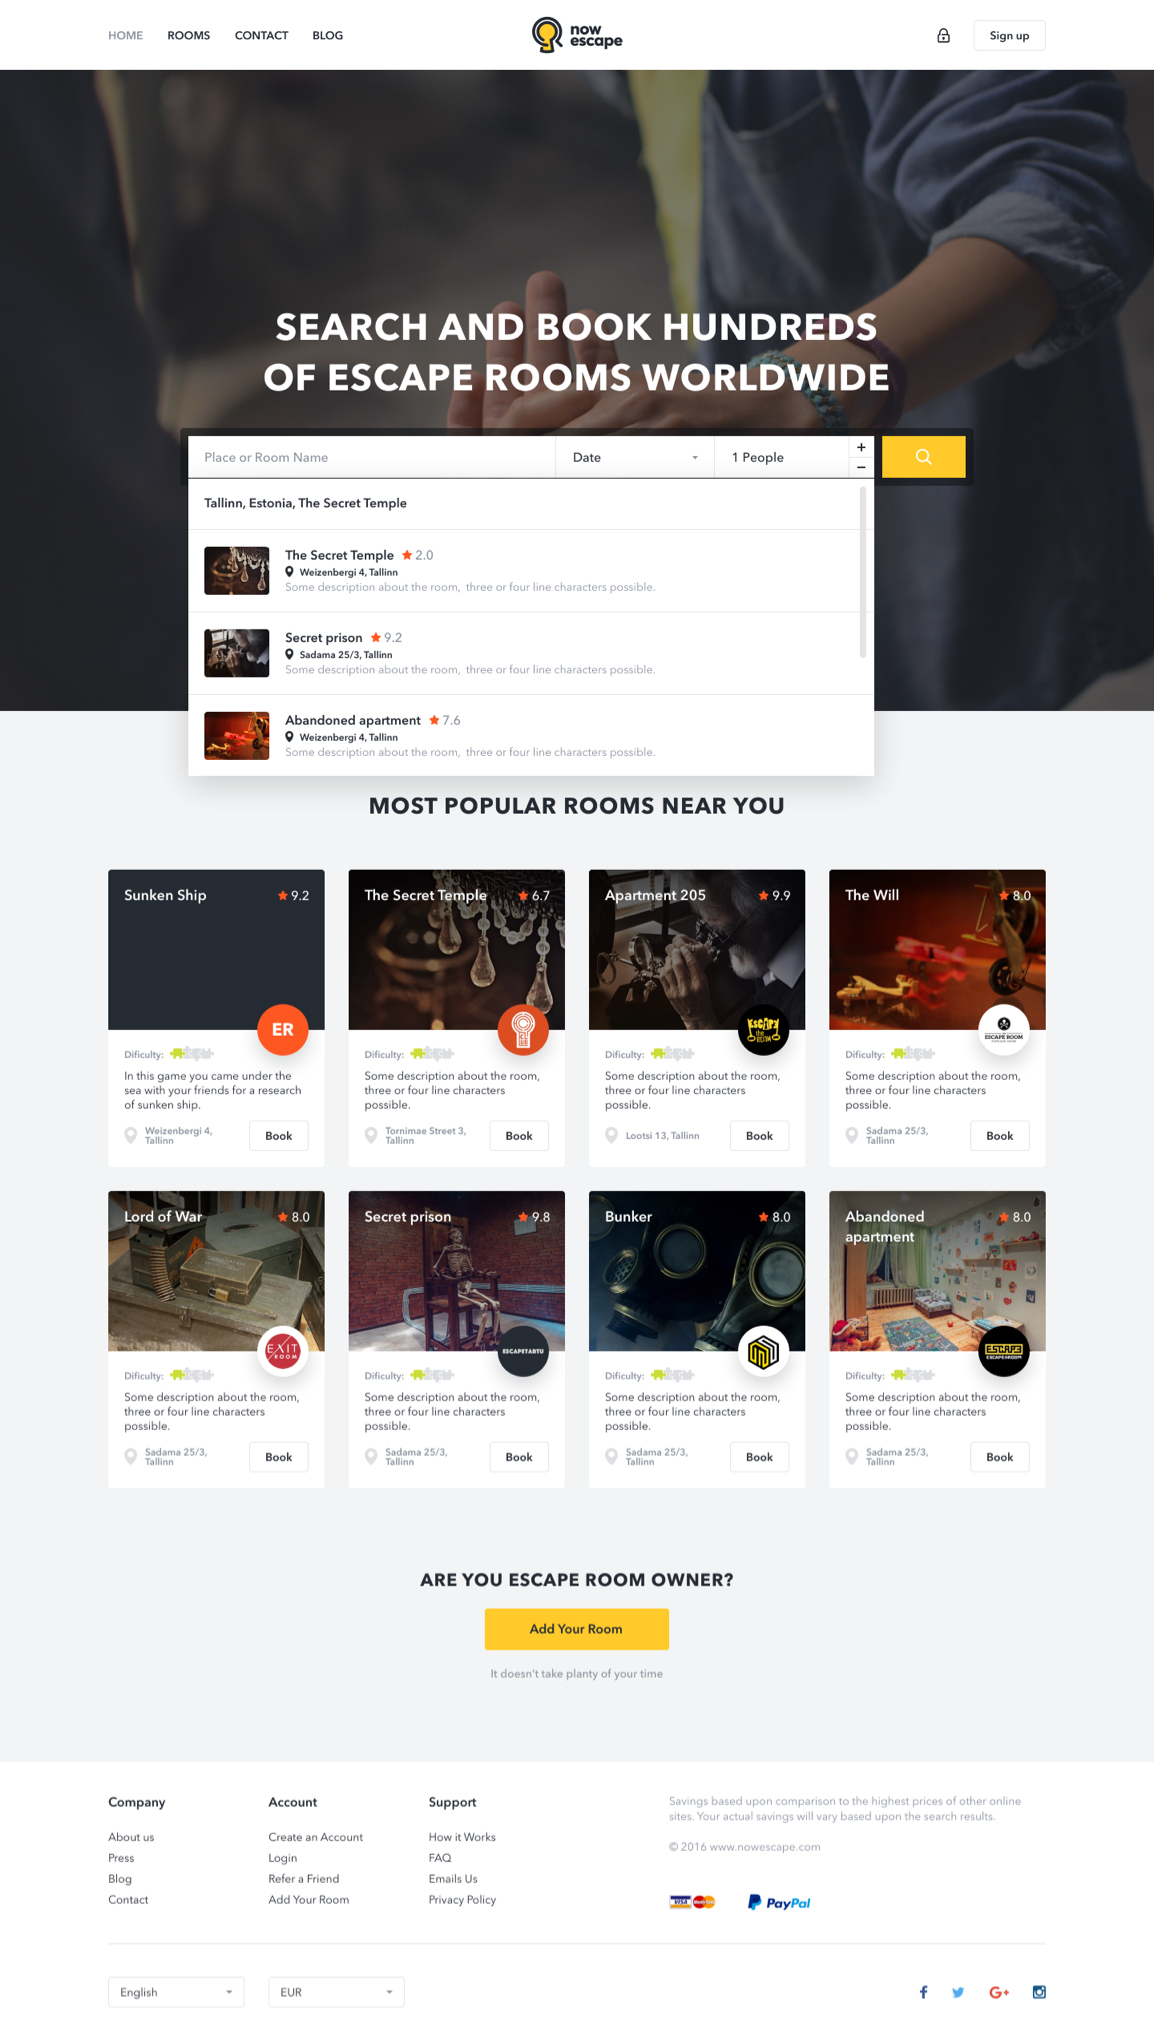 HOME ROOMS CONTACT BLOG
now
escape
Sign up
SEARCH AND BOOK HUNDREDS
OF ESCAPE ROOMS WORLDWIDE
Place or Room Name
Date
1 People
+
−
Tallinn, Estonia, The Secret Temple
The Secret Temple 2.0
Weizenbergi 4, Tallinn
Some description about the room, three or four line characters possible.
Secret prison 9.2
Sadama 25/3, Tallinn
Some description about the room, three or four line characters possible.
Abandoned apartment 7.6
Weizenbergi 4, Tallinn
Some description about the room, three or four line characters possible.
MOST POPULAR ROOMS NEAR YOU
Sunken Ship 9.2
ER
Dificulty:
In this game you came under the
sea with your friends for a research
of sunken ship.
Weizenbergi 4,
Tallinn
Book
The Secret Temple 6.7
Dificulty:
Some description about the room,
three or four line characters
possible.
Tornimae Street 3,
Tallinn
Book
Apartment 205 9.9
ESCAPE
the ROOM
Dificulty:
Some description about the room,
three or four line characters
possible.
Lootsi 13, Tallinn
Book
The Will 8.0
ESCAPE ROOM
Dificulty:
Some description about the room,
three or four line characters
possible.
Sadama 25/3,
Tallinn
Book
Lord of War 8.0
EXIT
ROOM
Dificulty:
Some description about the room,
three or four line characters
possible.
Sadama 25/3,
Tallinn
Book
Secret prison 9.8
ESCAPETARTU
Dificulty:
Some description about the room,
three or four line characters
possible.
Sadama 25/3,
Tallinn
Book
Bunker 8.0
Dificulty:
Some description about the room,
three or four line characters
possible.
Sadama 25/3,
Tallinn
Book
Abandoned
apartment
8.0
ESCAPE
ESCAPEROOM
Dificulty:
Some description about the room,
three or four line characters
possible.
Sadama 25/3,
Tallinn
Book
ARE YOU ESCAPE ROOM OWNER?
Add Your Room
It doesn't take planty of your time
Company
About us
Press
Blog
Contact
Account
Create an Account
Login
Refer a Friend
Add Your Room
Support
How it Works
FAQ
Emails Us
Privacy Policy
Savings based upon comparison to the highest prices of other online
sites. Your actual savings will vary based upon the search results.
© 2016 www.nowescape.com
VISA MasterCard PayPal
English
EUR
f G+